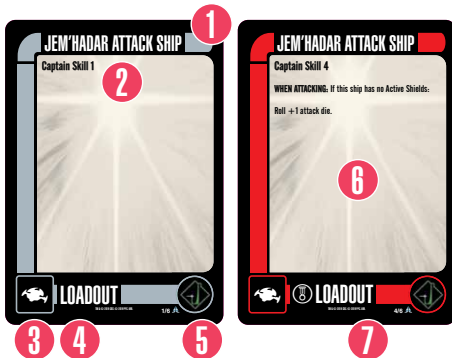 1
JEM'HADAR ATTACK SHIP
Captain Skill 1
2
LOADOUT
1/6
3
4
5
JEM'HADAR ATTACK SHIP
Captain Skill 4
WHEN ATTACKING: If this ship has no Active Shields:
Roll +1 attack die.
6
LOADOUT
4/6
7